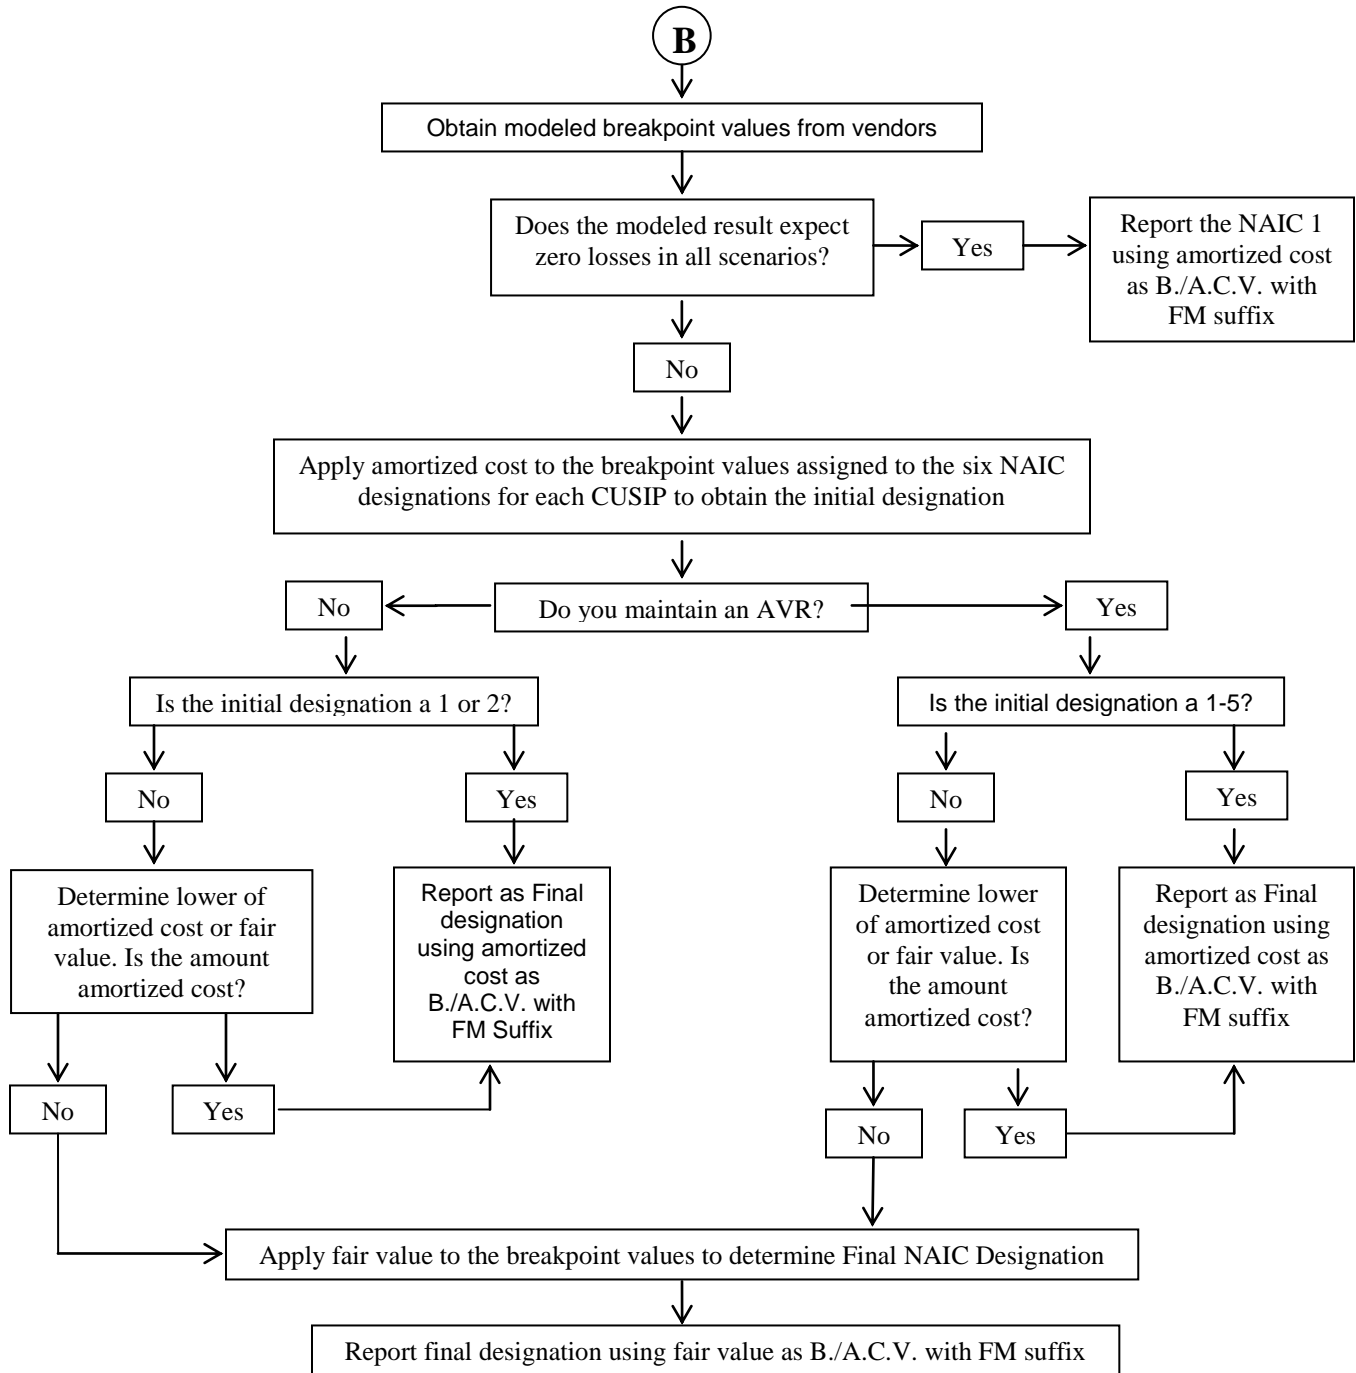 B
Obtain modeled breakpoint values from vendors
Does the modeled result expect
zero losses in all scenarios?
Yes
Report the NAIC 1
using amortized cost
as B./A.C.V. with
FM suffix
No
Apply amortized cost to the breakpoint values assigned to the six NAIC
designations for each CUSIP to obtain the initial designation
No
Do you maintain an AVR?
Yes
Is the initial designation a 1 or 2?
Is the initial designation a 1-5?
No
Yes
No
Yes
Determine lower of
amortized cost or fair
value. Is the amount
amortized cost?
Report as Final
designation
using amortized
cost as
B./A.C.V. with
FM Suffix
Determine lower
of amortized cost
or fair value. Is
the amount
amortized cost?
Report as Final
designation using
amortized cost as
B./A.C.V. with
FM suffix
No
Yes
No
Yes
Apply fair value to the breakpoint values to determine Final NAIC Designation
Report final designation using fair value as B./A.C.V. with FM suffix